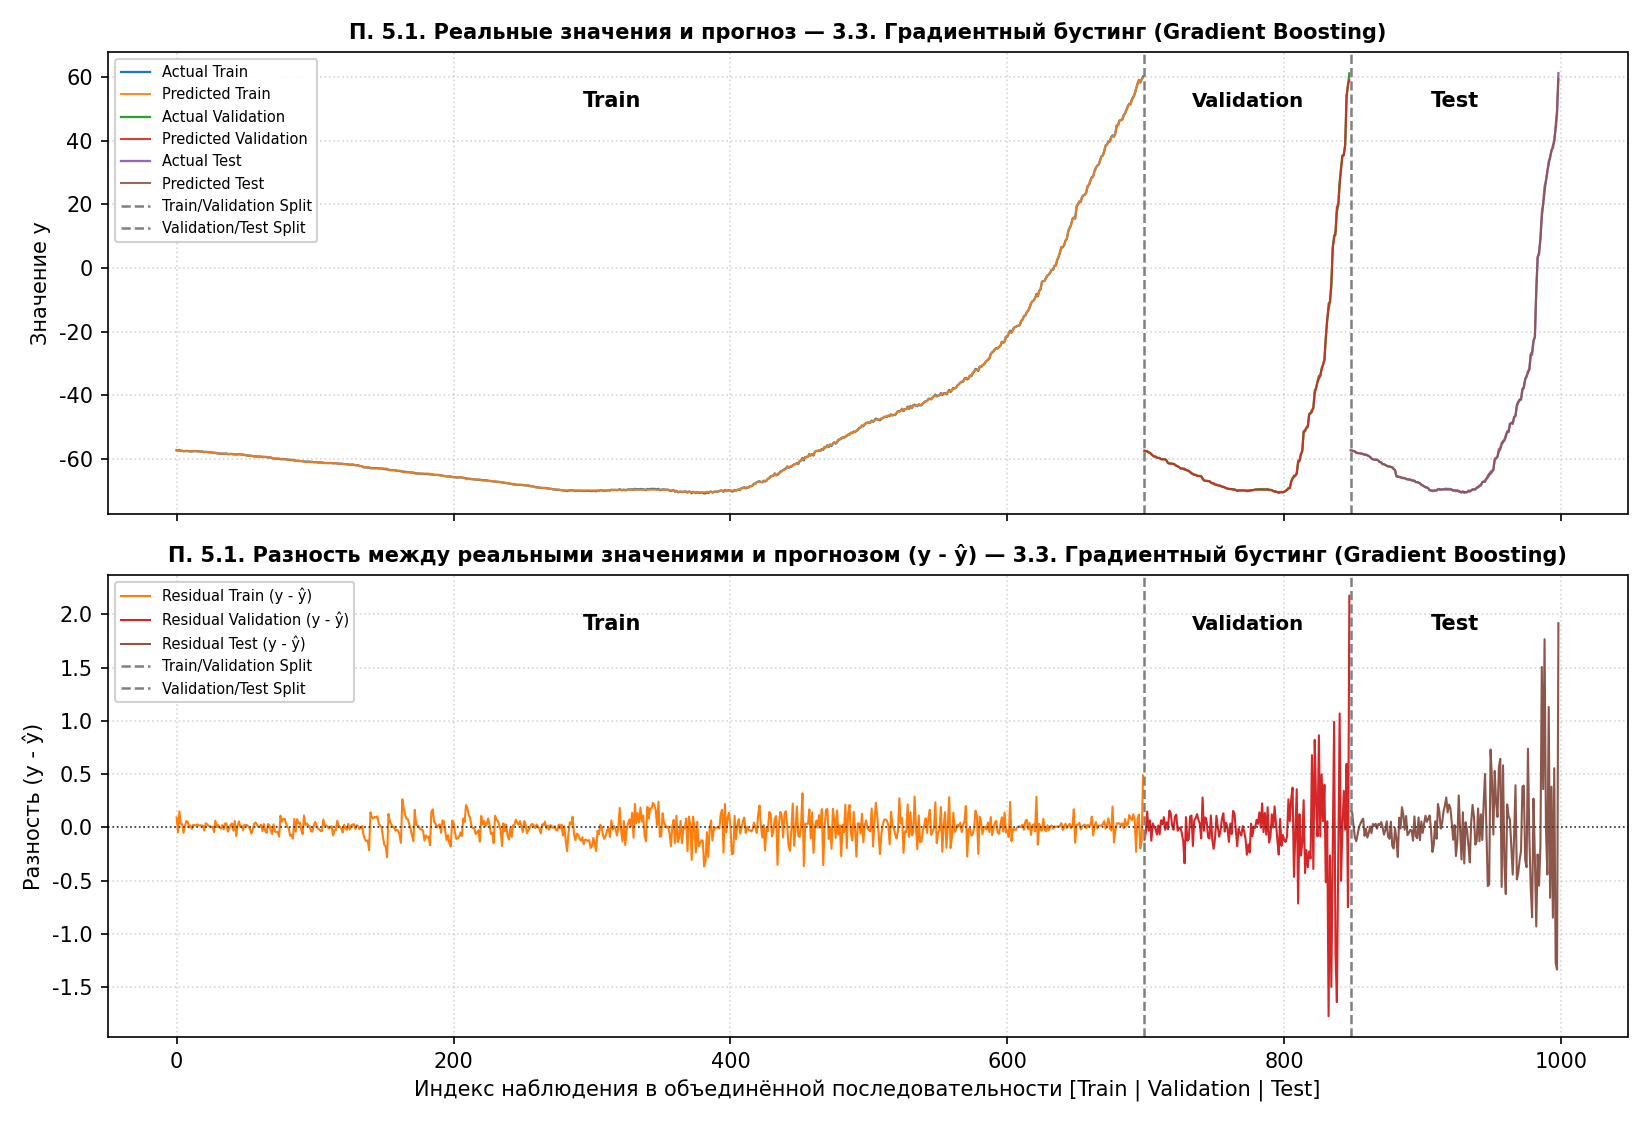 П. 5.1. Реальные значения и прогноз — 3.3. Градиентный бустинг (Gradient Boosting)
Actual Train
Predicted Train
Actual Validation
Predicted Validation
Actual Test
Predicted Test
Train/Validation Split
Validation/Test Split
Train
Validation
Test
Значение y
60
40
20
0
-20
-40
-60
П. 5.1. Разность между реальными значениями и прогнозом (y - ŷ) — 3.3. Градиентный бустинг (Gradient Boosting)
Residual Train (y - ŷ)
Residual Validation (y - ŷ)
Residual Test (y - ŷ)
Train/Validation Split
Validation/Test Split
Train
Validation
Test
Разность (y - ŷ)
2.0
1.5
1.0
0.5
0.0
-0.5
-1.0
-1.5
0
200
400
600
800
1000
Индекс наблюдения в объединённой последовательности [Train | Validation | Test]